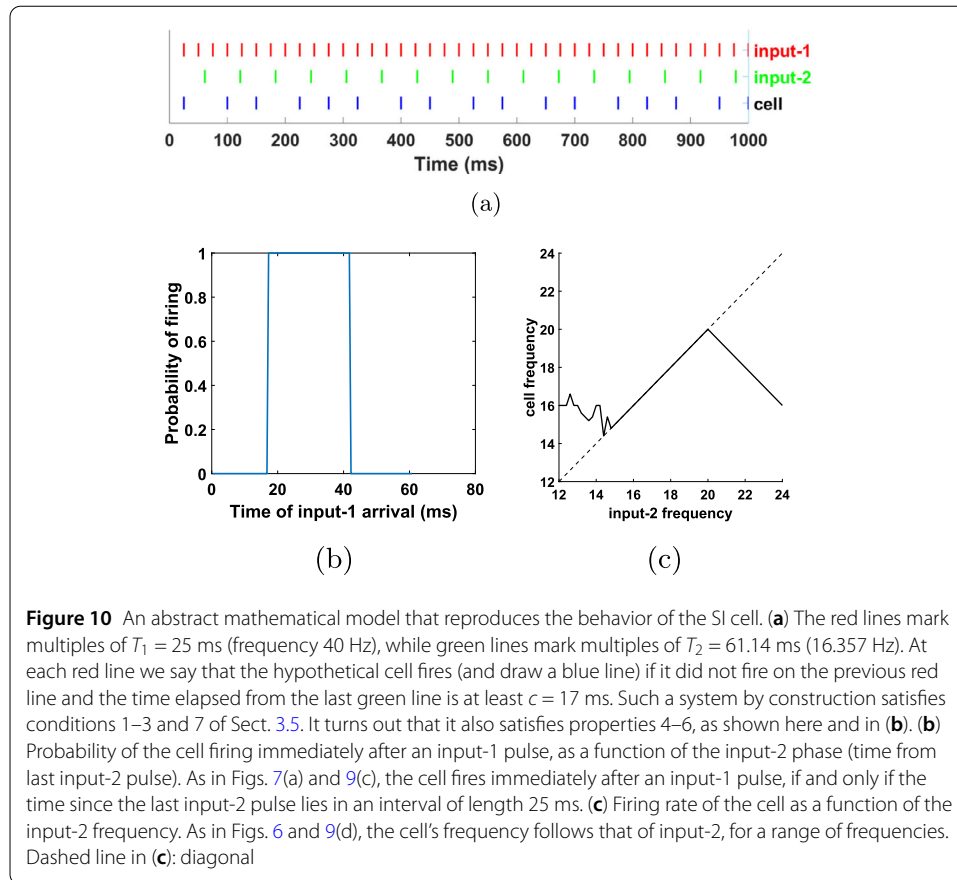 input-1
input-2
cell
0 100 200 300 400 500 600 700 800 900 1000
Time (ms)
(a)
1
0.8
0.6
0.4
0.2
0
Probability of firing
0 20 40 60 80
Time of input-1 arrival (ms)
(b)
24
22
20
18
16
14
12
cell frequency
12 14 16 18 20 22 24
input-2 frequency
(c)
Figure 10 An abstract mathematical model that reproduces the behavior of the SI cell. (a) The red lines mark
multiples of T₁ = 25 ms (frequency 40 Hz), while green lines mark multiples of T₂ = 61.14 ms (16.357 Hz). At
each red line we say that the hypothetical cell fires (and draw a blue line) if it did not fire on the previous red
line and the time elapsed from the last green line is at least c = 17 ms. Such a system by construction satisfies
conditions 1–3 and 7 of Sect. 3.5. It turns out that it also satisfies properties 4–6, as shown here and in (b). (b)
Probability of the cell firing immediately after an input-1 pulse, as a function of the input-2 phase (time from
last input-2 pulse). As in Figs. 7(a) and 9(c), the cell fires immediately after an input-1 pulse, if and only if the
time since the last input-2 pulse lies in an interval of length 25 ms. (c) Firing rate of the cell as a function of the
input-2 frequency. As in Figs. 6 and 9(d), the cell's frequency follows that of input-2, for a range of frequencies.
Dashed line in (c): diagonal